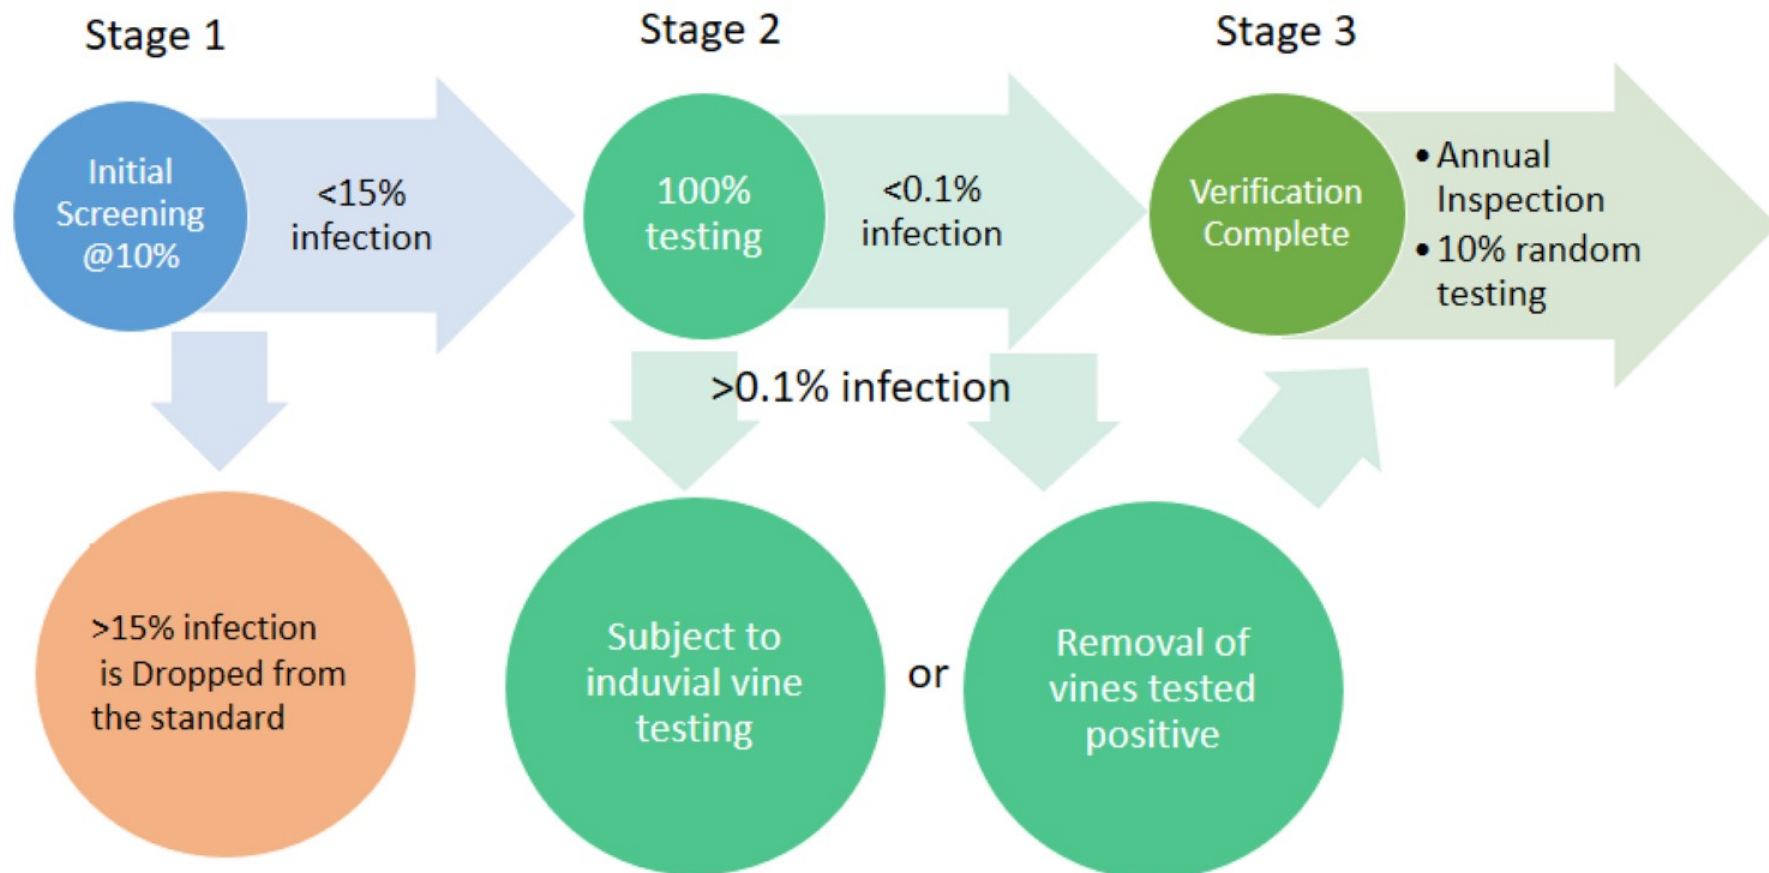 Stage 1
Stage 2
Stage 3
Initial
Screening
@10%
<15%
infection
100%
testing
<0.1%
infection
Verification
Complete
• Annual
Inspection
• 10% random
testing
>0.1% infection
>15% infection
is Dropped from
the standard
Subject to
induvial vine
testing
or
Removal of
vines tested
positive